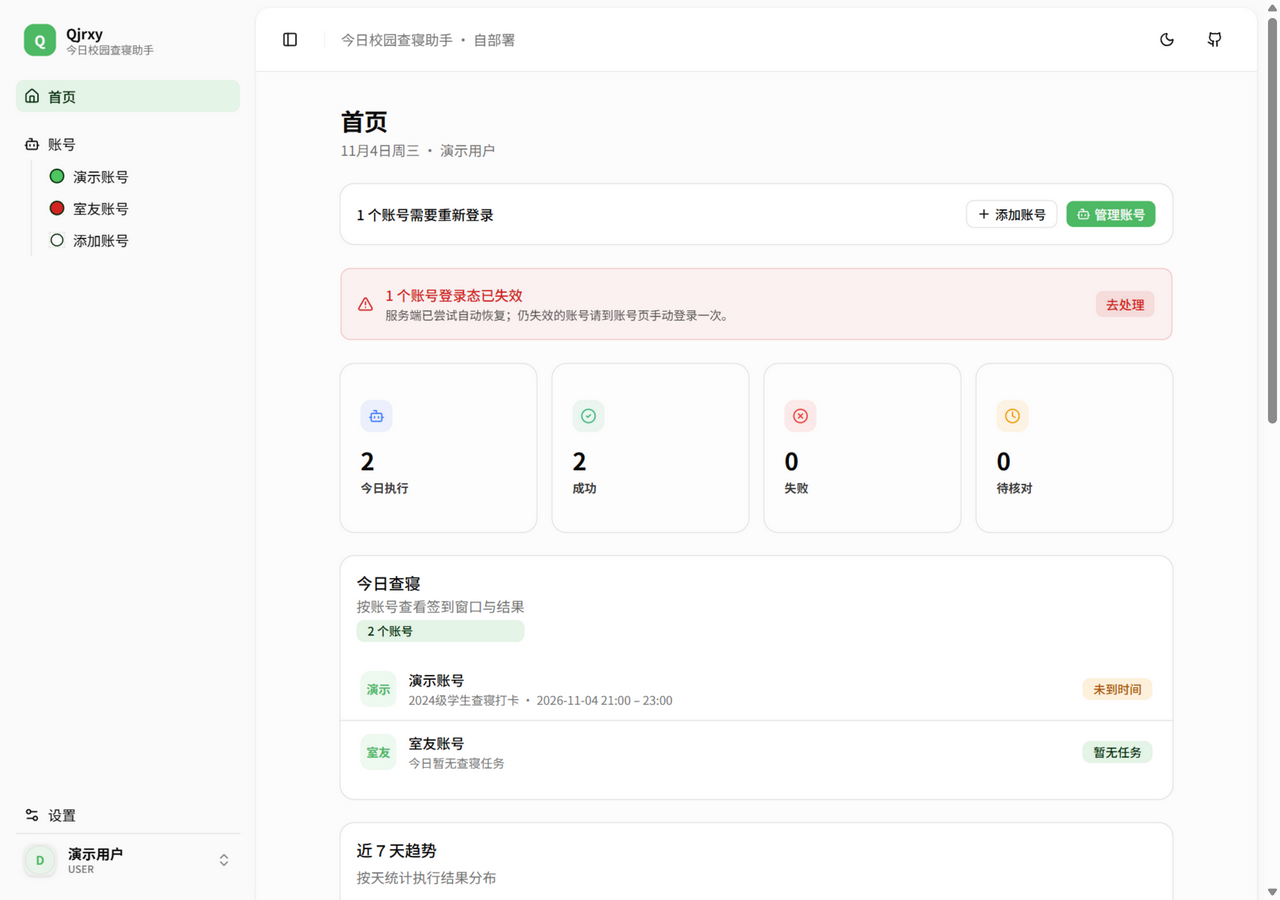 Q
Qjrxy
今日校园查寝助手
首页
账号
演示账号
室友账号
添加账号
设置
D
演示用户
USER
今日校园查寝助手 • 自部署
首页
11月4日周三 • 演示用户
1 个账号需要重新登录
添加账号
管理账号
1 个账号登录态已失效
服务端已尝试自动恢复；仍失效的账号请到账号页手动登录一次。
去处理
2
今日执行
2
成功
0
失败
0
待核对
今日查寝
按账号查看签到窗口与结果
2 个账号
演示
演示账号
2024级学生查寝打卡 • 2026-11-04 21:00 – 23:00
未到时间
室友
室友账号
今日暂无查寝任务
暂无任务
近 7 天趋势
按天统计执行结果分布